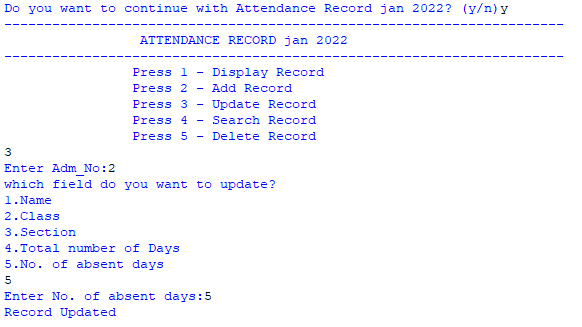 Do you want to continue with Attendance Record jan 2022? (y/n)y
----------------------------------------------------------------------
ATTENDANCE RECORD jan 2022
----------------------------------------------------------------------
Press 1 - Display Record
Press 2 - Add Record
Press 3 - Update Record
Press 4 - Search Record
Press 5 - Delete Record
3
Enter Adm_No:2
which field do you want to update?
1.Name
2.Class
3.Section
4.Total number of Days
5.No. of absent days
5
Enter No. of absent days:5
Record Updated